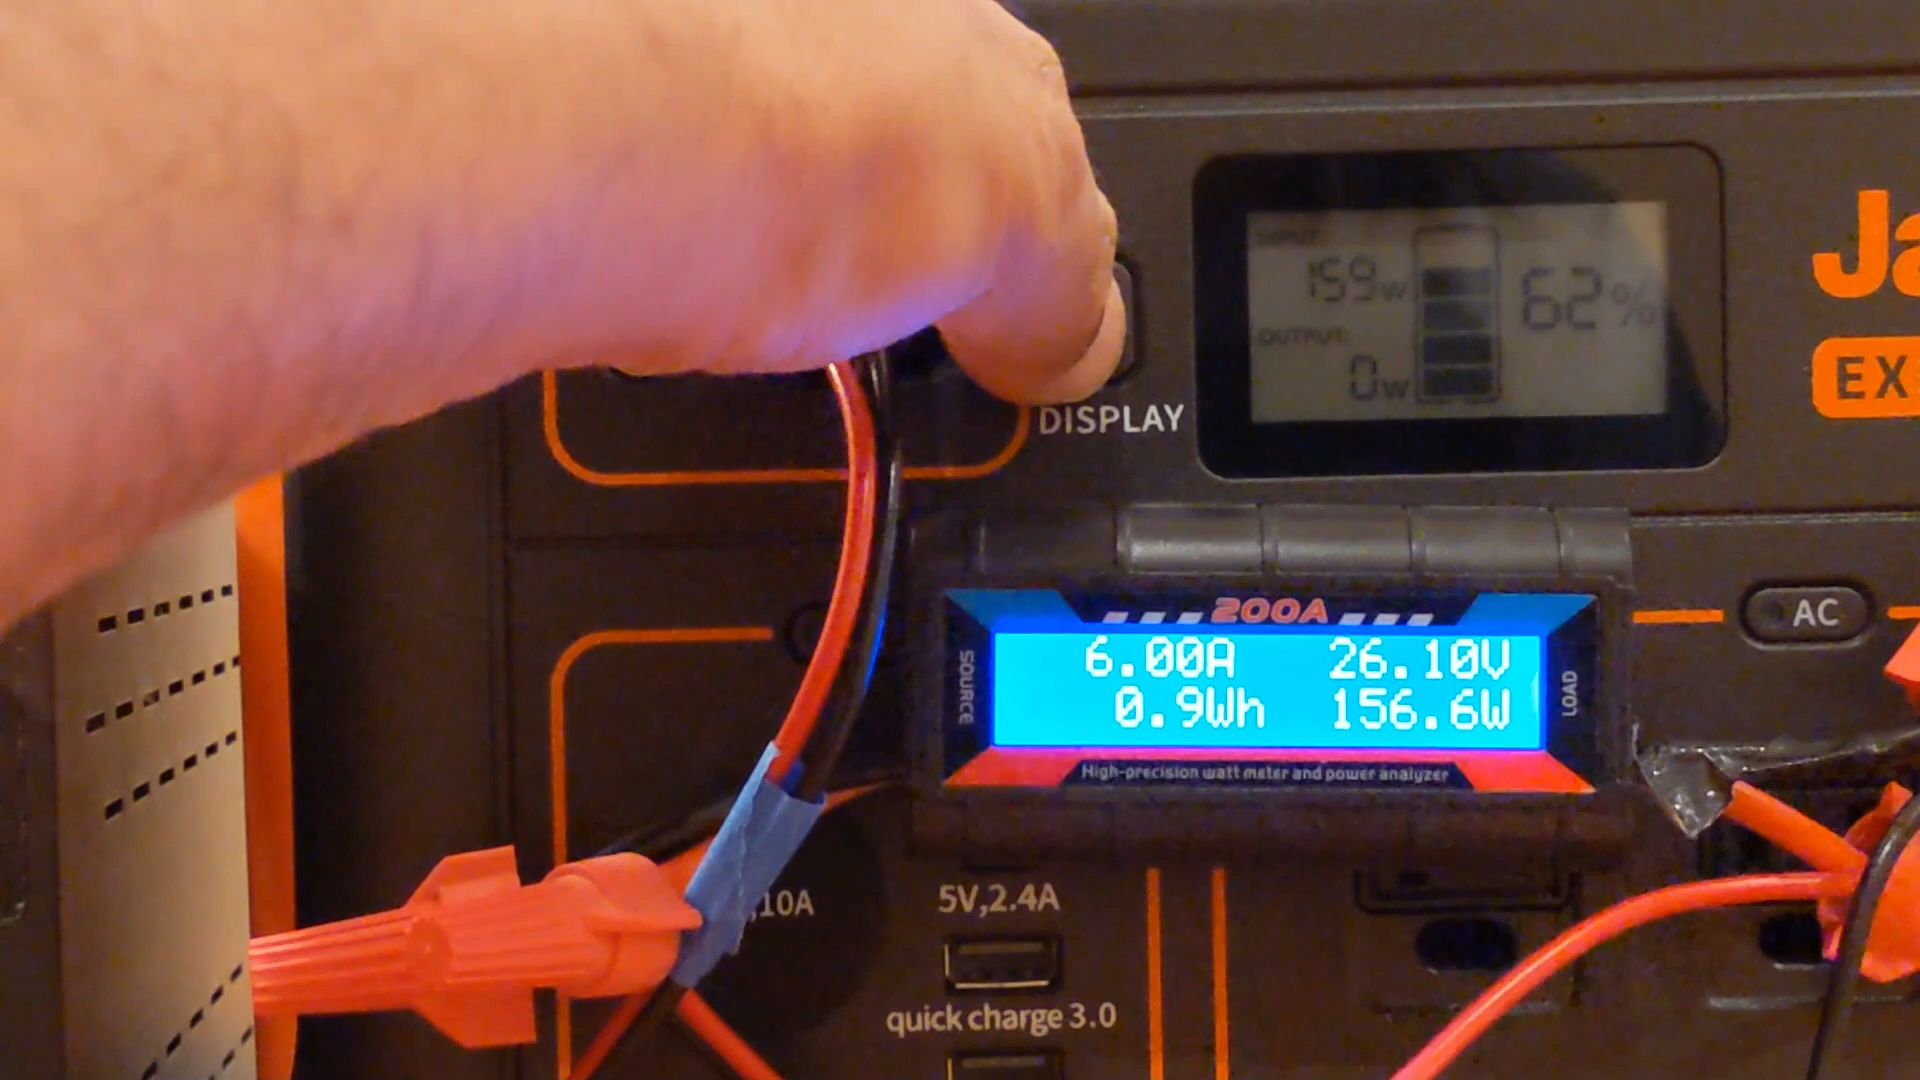 INPUT:
159W
62%
OUTPUT:
0W
Ja
EX
DISPLAY
AC
200A
SOURCE
6.00A 26.10V
0.9Wh 156.6W
LOAD
High-precision watt meter and power analyzer
,10A
5V,2.4A
quick charge 3.0